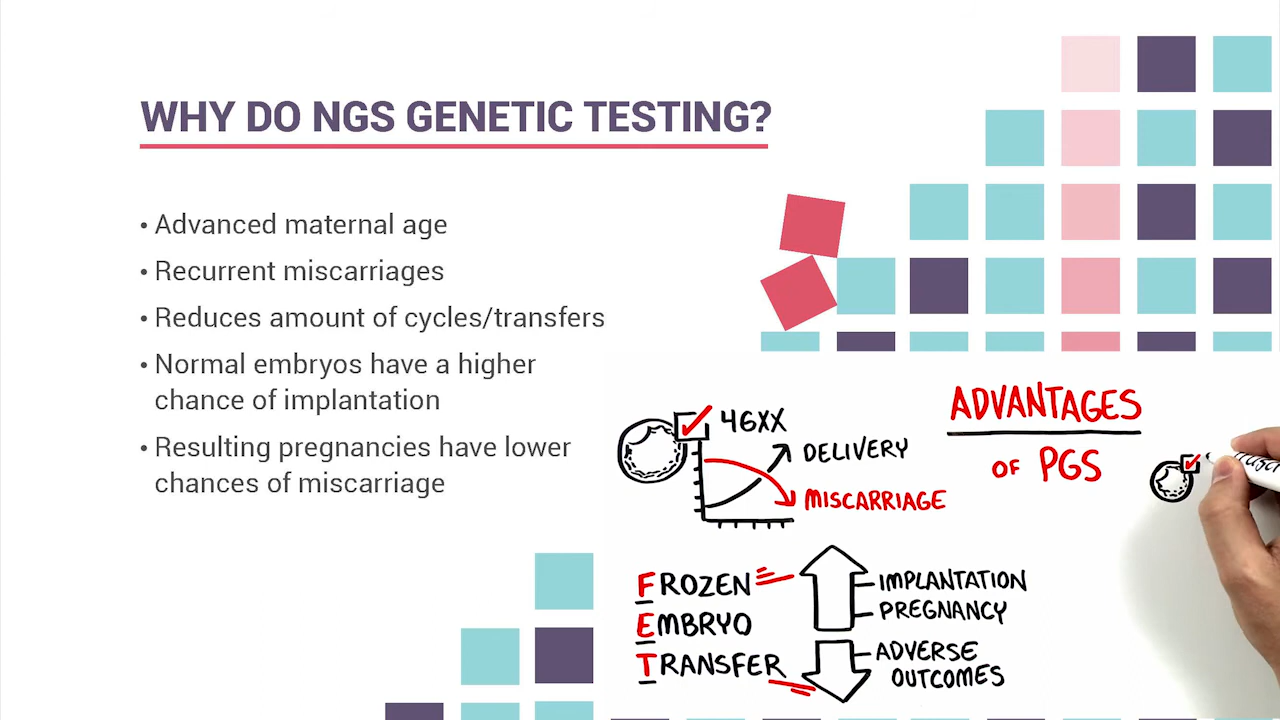 WHY DO NGS GENETIC TESTING?
• Advanced maternal age
• Recurrent miscarriages
• Reduces amount of cycles/transfers
• Normal embryos have a higher
chance of implantation
• Resulting pregnancies have lower
chances of miscarriage
ADVANTAGES
OF PGS
46XX
DELIVERY
MISCARRIAGE
FROZEN
EMBRYO
TRANSFER
IMPLANTATION
PREGNANCY
ADVERSE
OUTCOMES